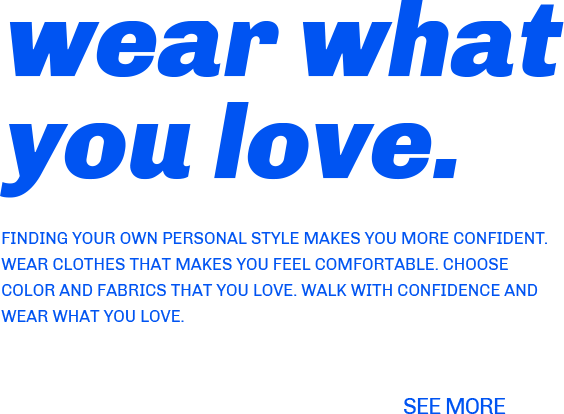 wear what
you love.
FINDING YOUR OWN PERSONAL STYLE MAKES YOU MORE CONFIDENT.
WEAR CLOTHES THAT MAKES YOU FEEL COMFORTABLE. CHOOSE
COLOR AND FABRICS THAT YOU LOVE. WALK WITH CONFIDENCE AND
WEAR WHAT YOU LOVE.
SEE MORE